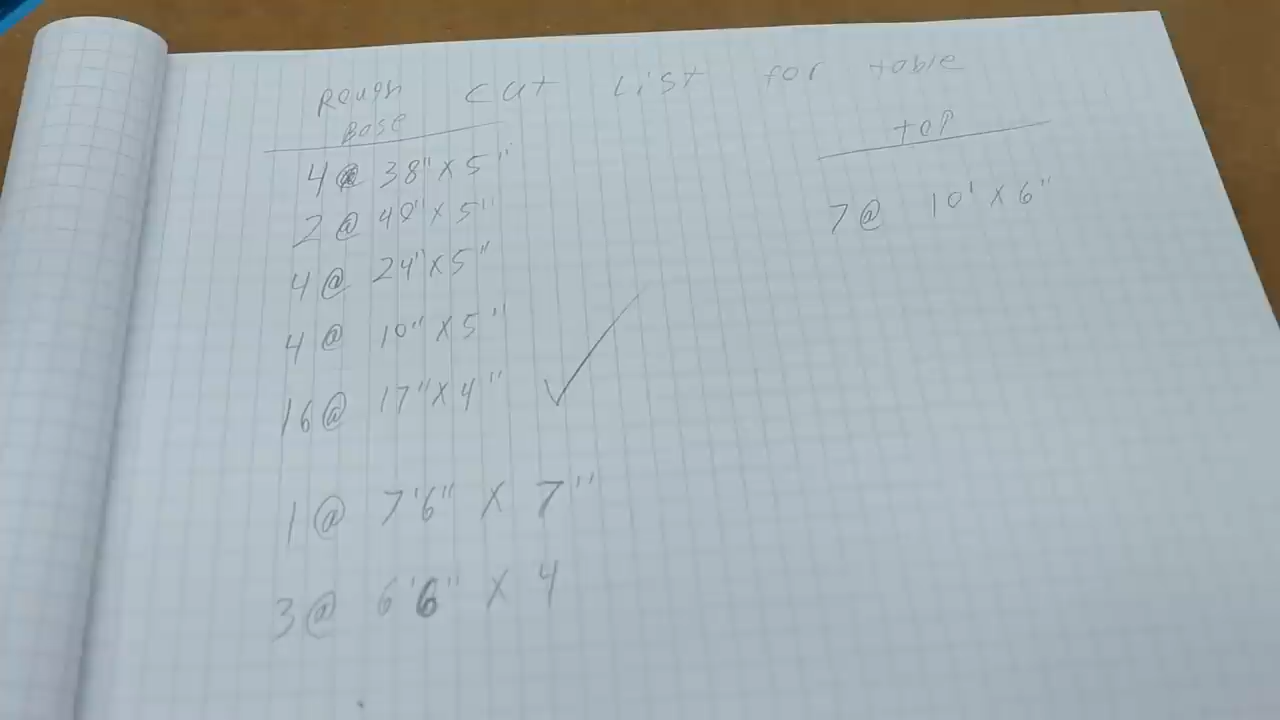 Rough cut list for table
Base
4 @ 38" x 5"
2 @ 48" x 5"
4 @ 24" x 5"
4 @ 10" x 5"
16 @ 17" x 4"
1 @ 7'6" x 7"
3 @ 6'6" x 4
top
7 @ 10' x 6"